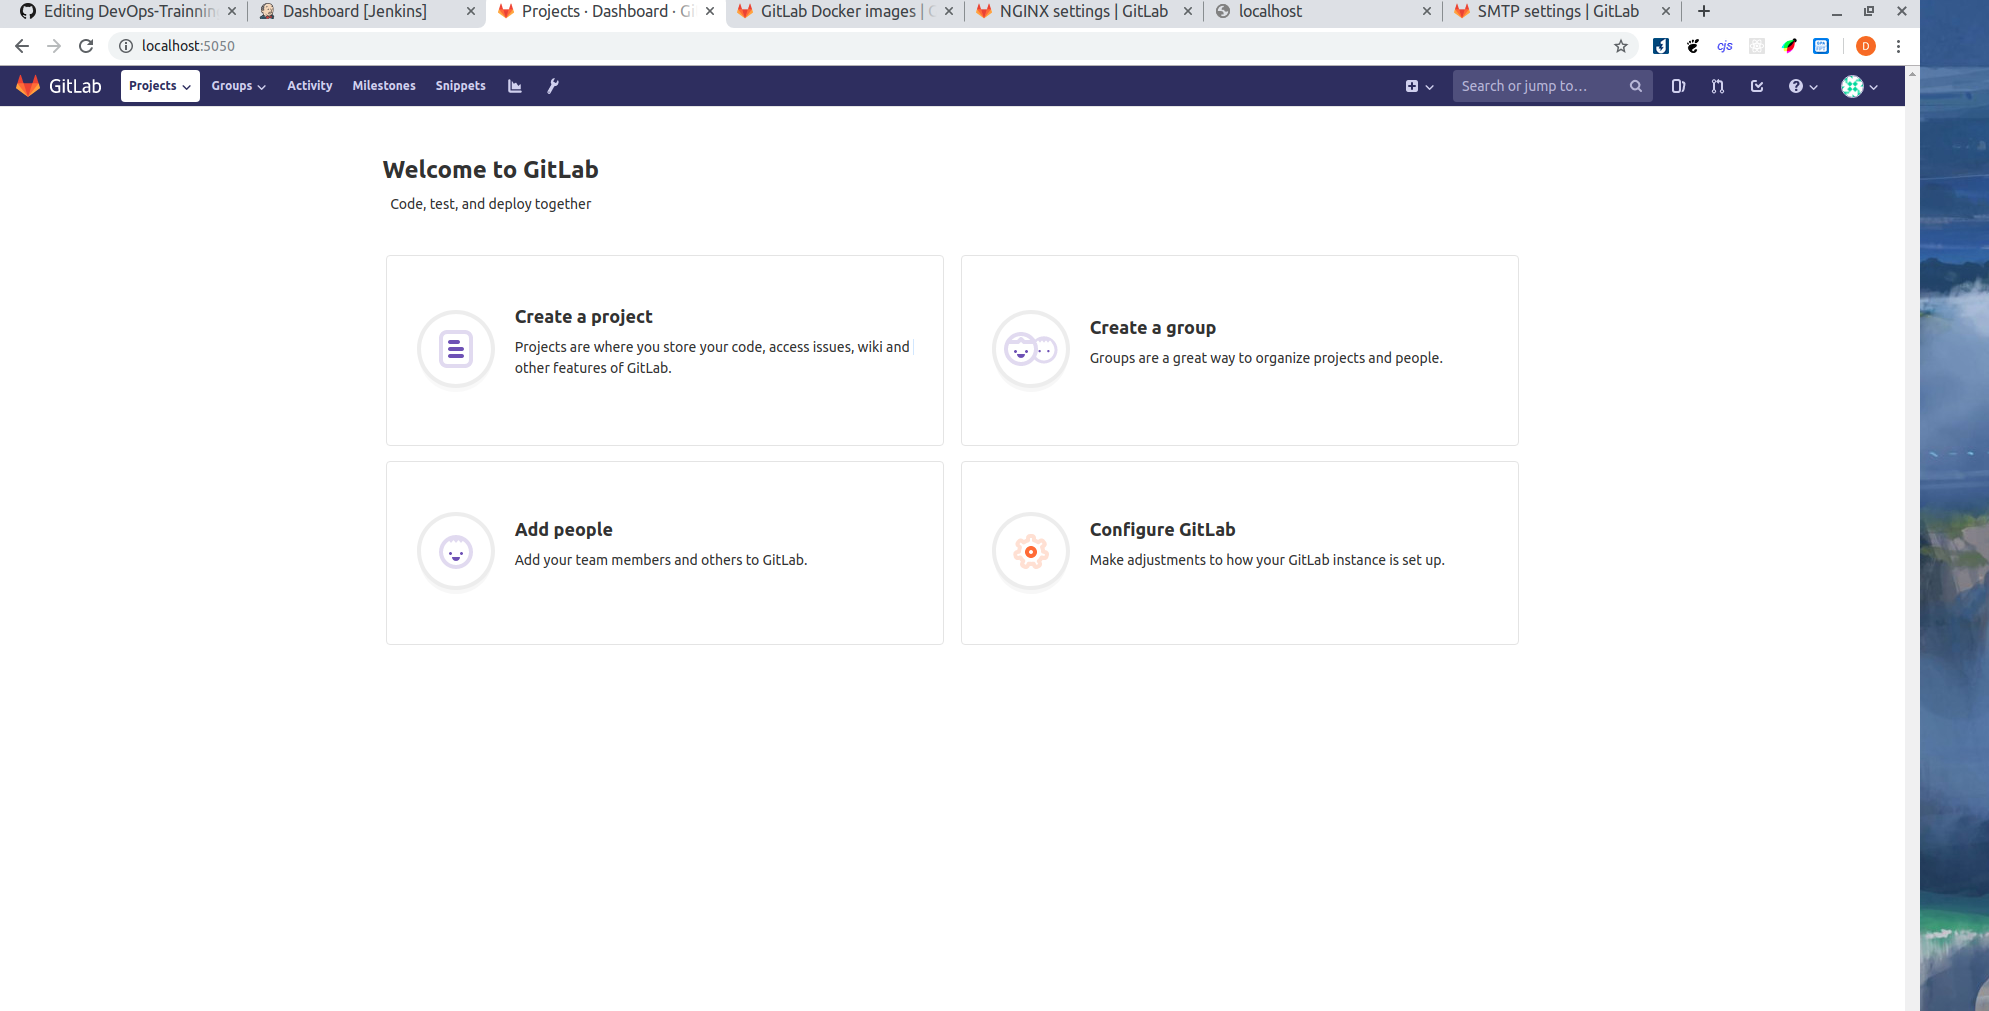 Editing DevOps-Trainnin
Dashboard [Jenkins]
Projects · Dashboard · Gi
GitLab Docker images |
NGINX settings | GitLab
localhost
SMTP settings | GitLab
localhost:5050
cjs
D
GitLab
Projects
Groups
Activity
Milestones
Snippets
Search or jump to…
Welcome to GitLab
Code, test, and deploy together
Create a project
Projects are where you store your code, access issues, wiki and
other features of GitLab.
Create a group
Groups are a great way to organize projects and people.
Add people
Add your team members and others to GitLab.
Configure GitLab
Make adjustments to how your GitLab instance is set up.